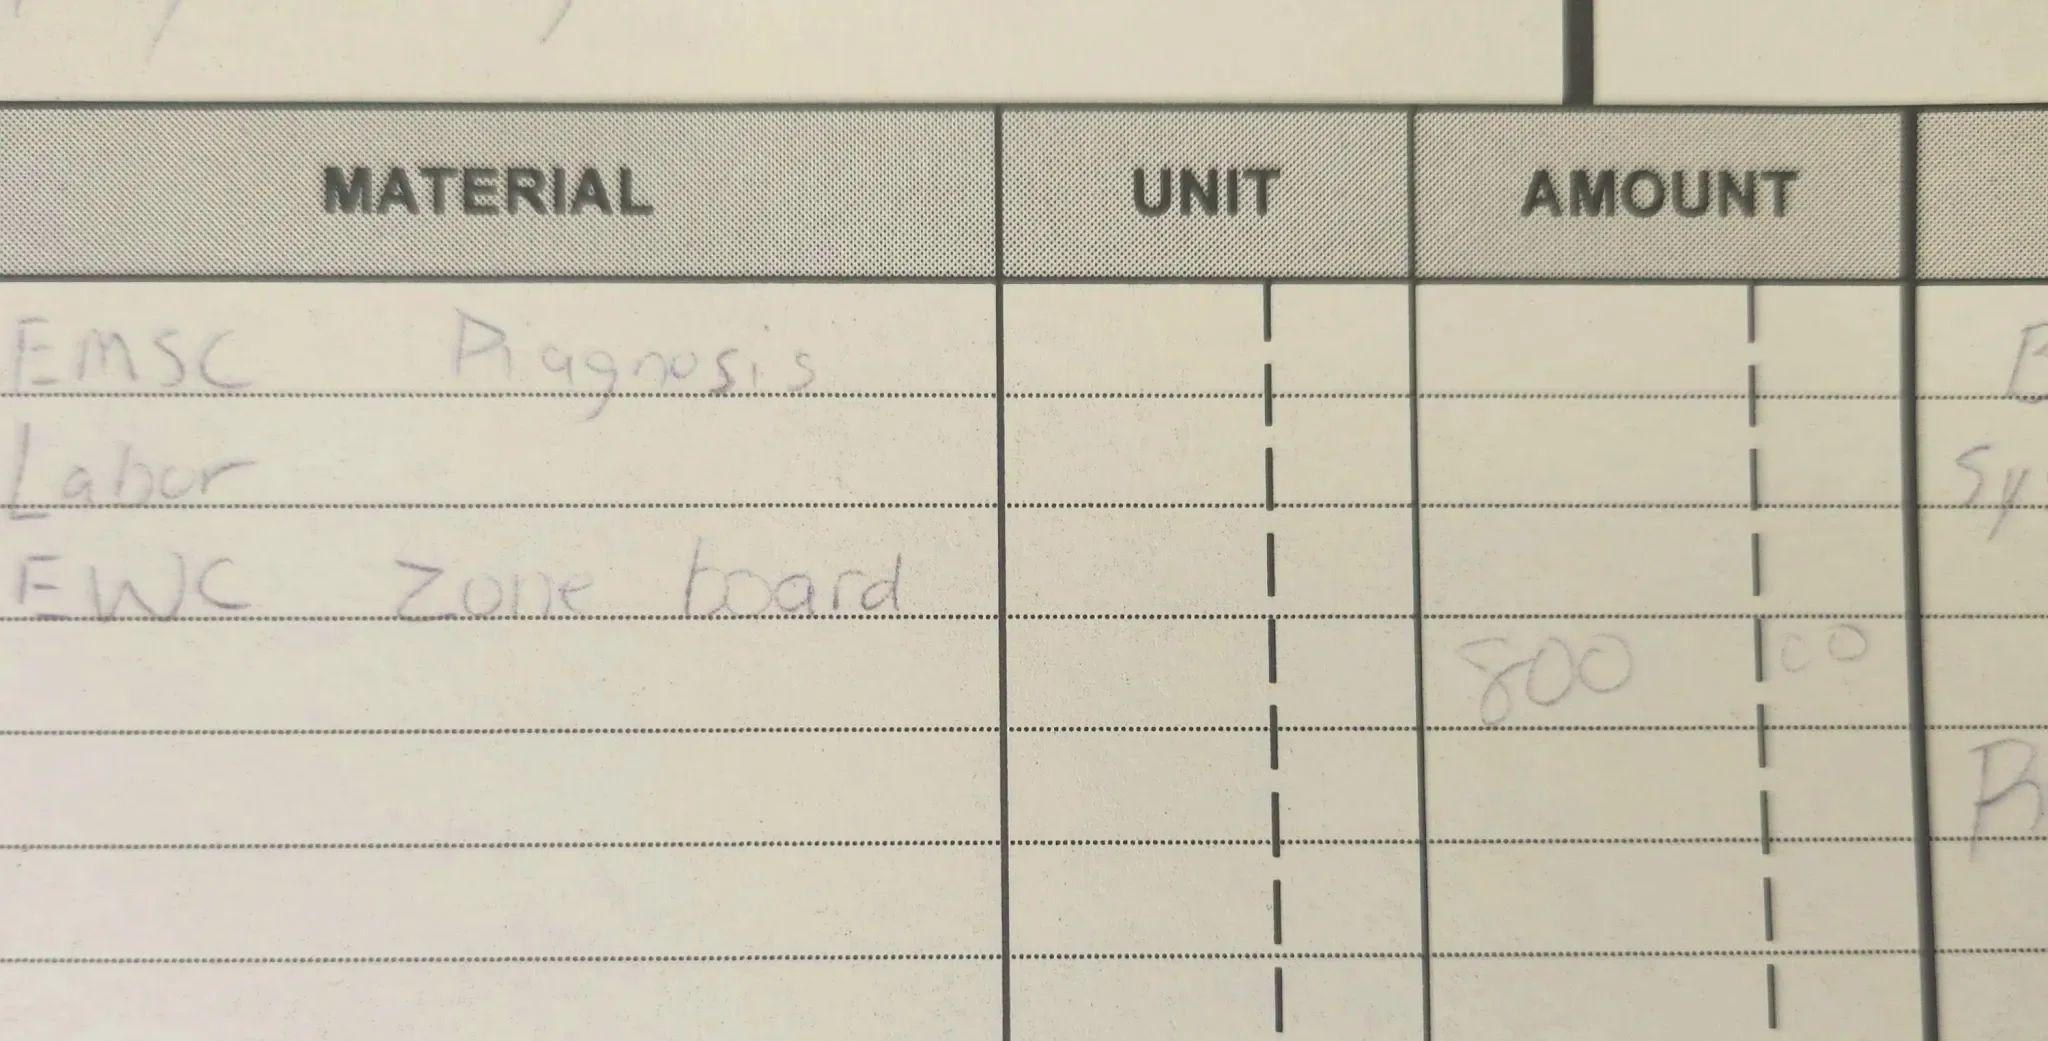 MATERIAL UNIT AMOUNT
EMSC Diagnosis
Labor
EWC Zone board
800 00